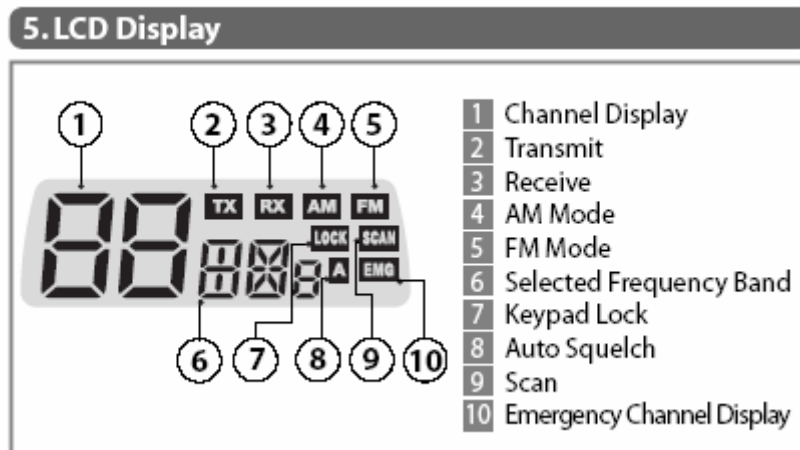 5. LCD Display
1 2 3 4 5
TX RX AM FM
LOCK SCAN
A EMG
6 7 8 9 10
1 Channel Display
2 Transmit
3 Receive
4 AM Mode
5 FM Mode
6 Selected Frequency Band
7 Keypad Lock
8 Auto Squelch
9 Scan
10 Emergency Channel Display